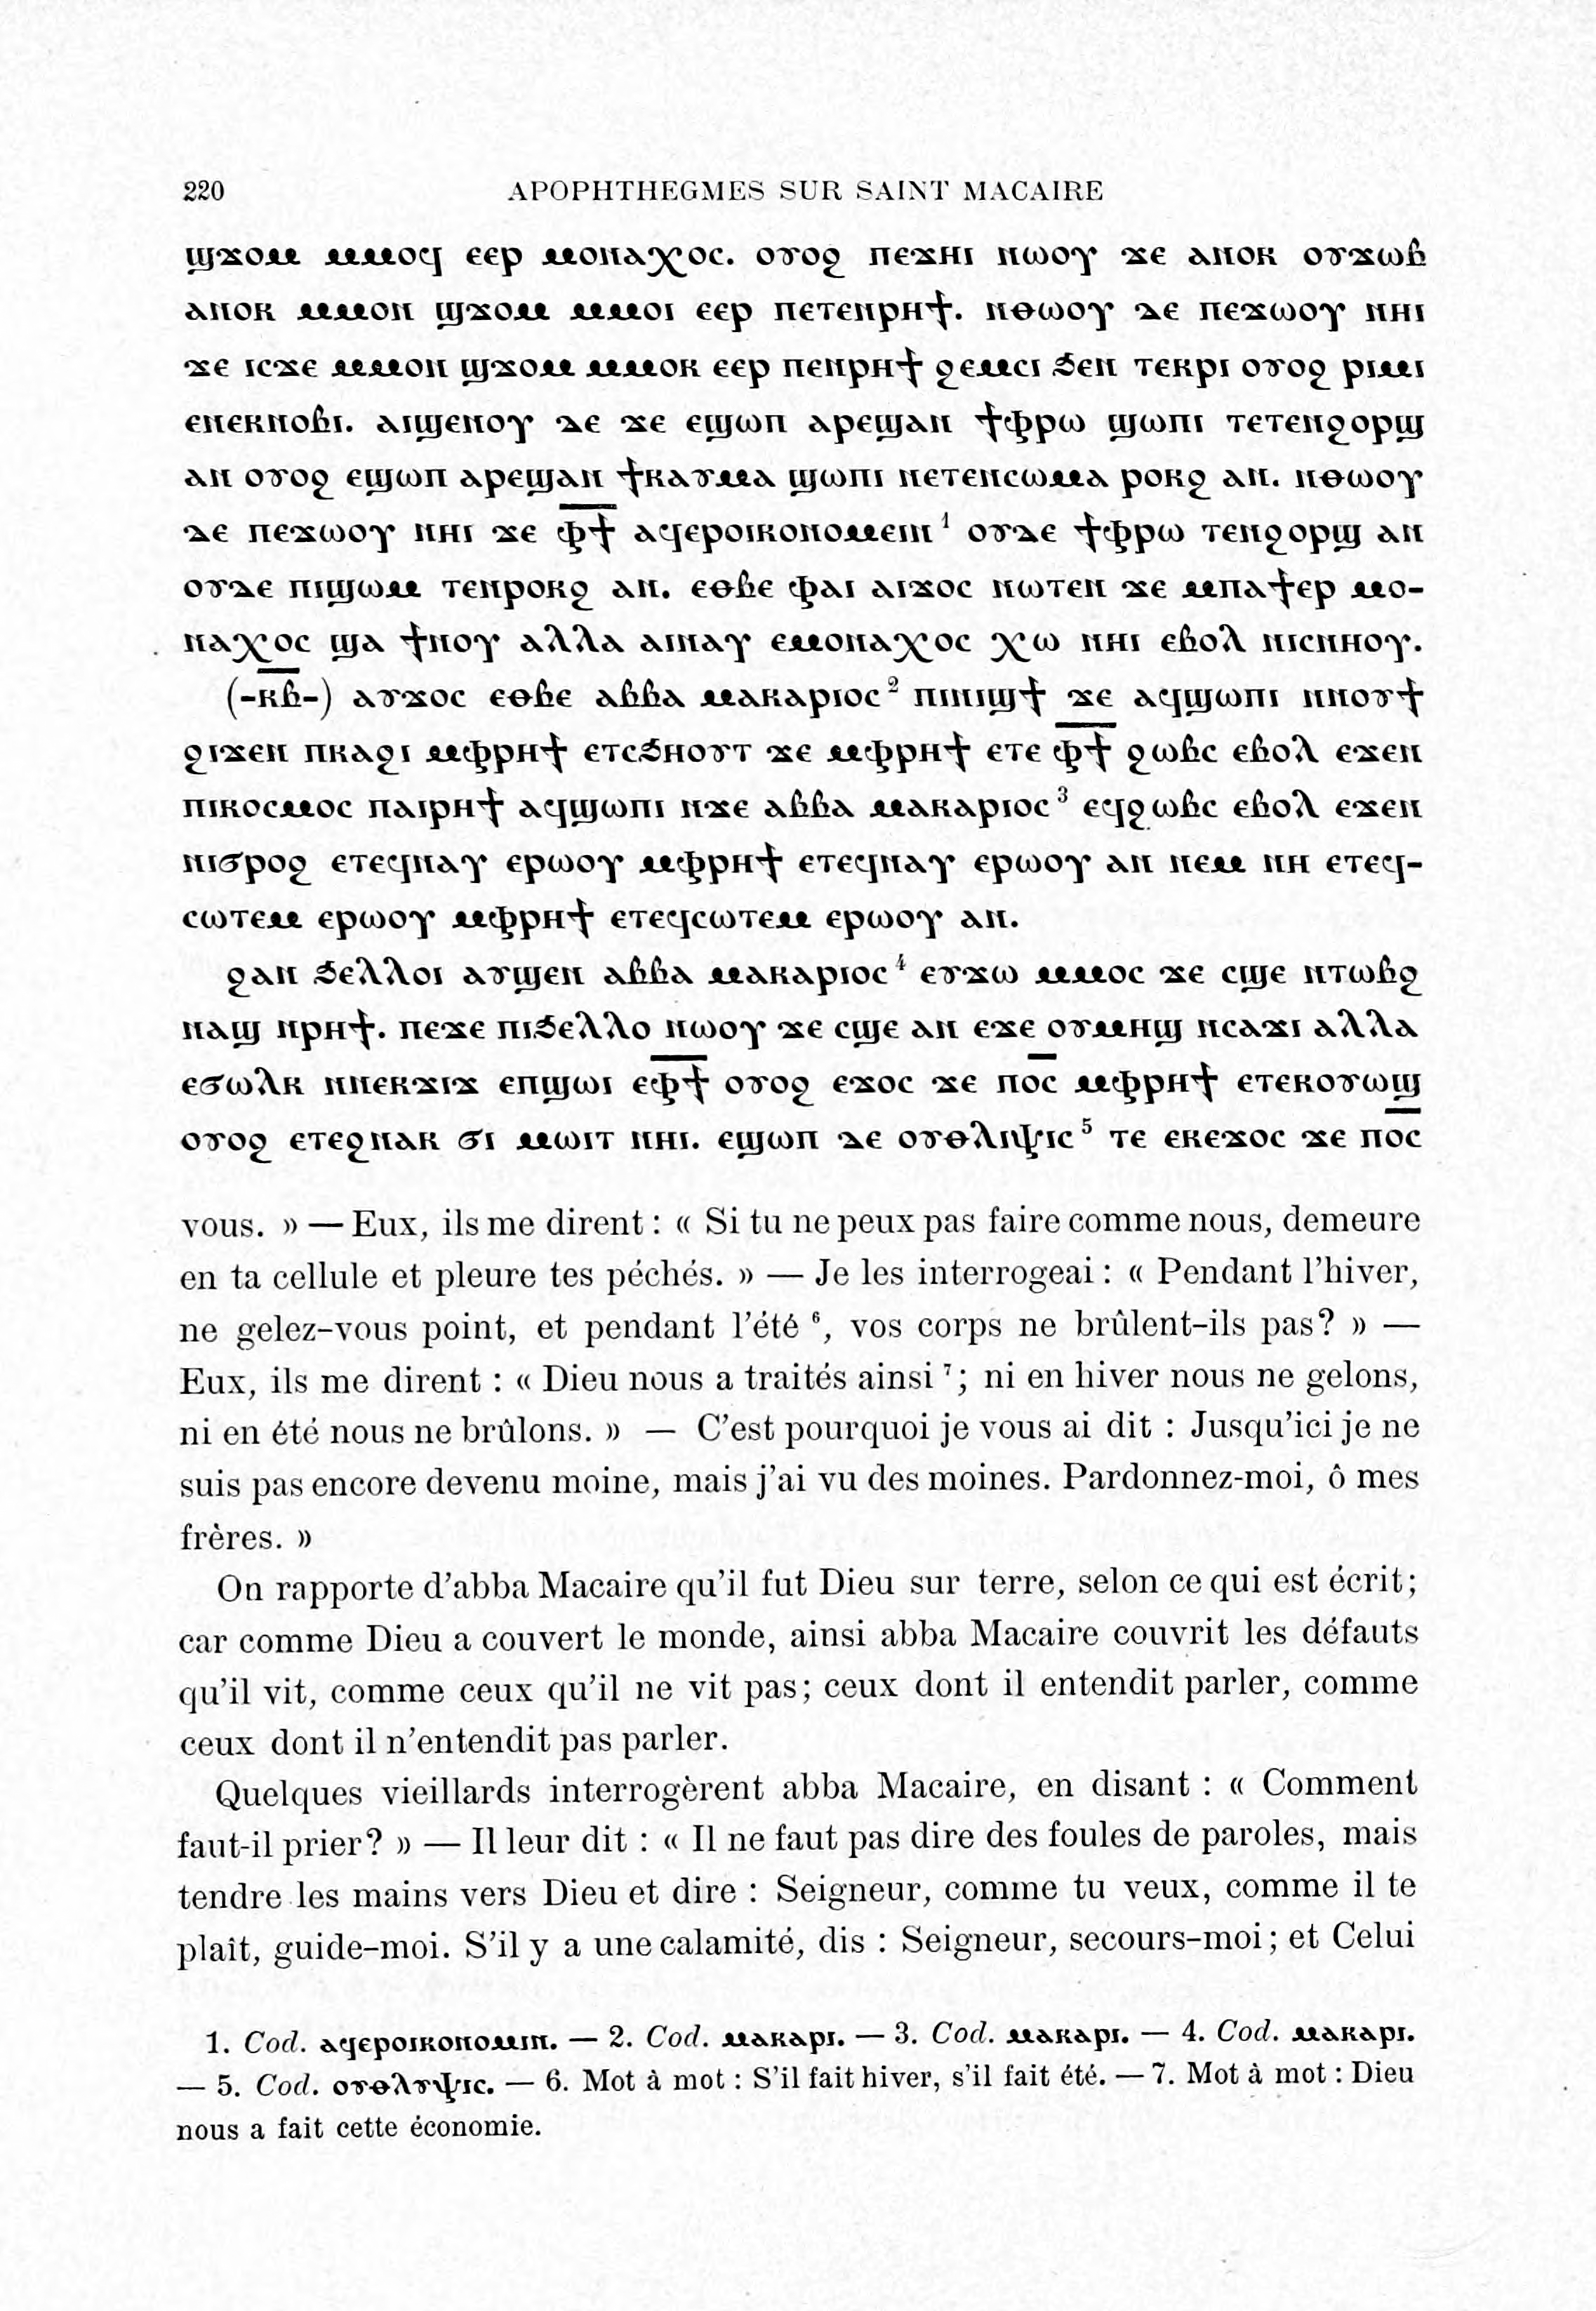 220 APOPHTHEGMES SUR SAINT MACAIRE
ϣϫⲟⲙ ⲙⲙⲟϥ ⲉⲉⲣ ⲙⲟⲛⲁⲭⲟⲥ. ⲟⲩⲟϩ ⲡⲉϫⲏⲓ ⲛⲱⲟⲩ ϫⲉ ⲁⲛⲟⲕ ⲟⲩϫⲱⲃ
ⲁⲛⲟⲕ ⲙⲙⲟⲛ ϣϫⲟⲙ ⲙⲙⲟⲓ ⲉⲉⲣ ⲡⲉⲧⲉⲛⲣⲏϯ. ⲛⲑⲱⲟⲩ ⲇⲉ ⲡⲉϫⲱⲟⲩ ⲛⲏⲓ
ϫⲉ ⲓⲥϫⲉ ⲙⲙⲟⲛ ϣϫⲟⲙ ⲙⲙⲟⲕ ⲉⲉⲣ ⲡⲉⲛⲣⲏϯ ϩⲉⲙⲥⲓ ϧⲉⲛ ⲧⲉⲕⲣⲓ ⲟⲩⲟϩ ⲣⲓⲙⲓ
ⲉⲛⲉⲕⲛⲟⲃⲓ. ⲁⲓϣⲉⲛⲟⲩ ⲇⲉ ϫⲉ ⲉϣⲱⲡ ⲁⲣⲉϣⲁⲛ ϯⲫⲣⲱ ϣⲱⲡⲓ ⲧⲉⲧⲉⲛϩⲟⲣϣ
ⲁⲛ ⲟⲩⲟϩ ⲉϣⲱⲡ ⲁⲣⲉϣⲁⲛ ϯⲕⲁⲩⲙⲁ ϣⲱⲡⲓ ⲛⲉⲧⲉⲛⲥⲱⲙⲁ ⲣⲟⲕϩ ⲁⲛ. ⲛⲑⲱⲟⲩ
ⲇⲉ ⲡⲉϫⲱⲟⲩ ⲛⲏⲓ ϫⲉ ⲫ̅ϯ̅ ⲁϥⲉⲣⲟⲓⲕⲟⲛⲟⲙⲉⲓⲛ¹ ⲟⲩⲇⲉ ϯⲫⲣⲱ ⲧⲉⲛϩⲟⲣϣ ⲁⲛ
ⲟⲩⲇⲉ ⲡⲓϣⲱⲙ ⲧⲉⲛⲣⲟⲕϩ ⲁⲛ. ⲉⲑⲃⲉ ⲫⲁⲓ ⲁⲓϫⲟⲥ ⲛⲱⲧⲉⲛ ϫⲉ ⲙⲡⲁϯⲉⲣ ⲙⲟ-
ⲛⲁⲭⲟⲥ ϣⲁ ϯⲛⲟⲩ ⲁⲗⲗⲁ ⲁⲓⲛⲁⲩ ⲉⲙⲟⲛⲁⲭⲟⲥ ⲭⲱ ⲛⲏⲓ ⲉⲃⲟⲗ ⲛⲓⲥⲛⲏⲟⲩ.
(-ⲕ̅ⲃ̅-) ⲁⲩϫⲟⲥ ⲉⲑⲃⲉ ⲁⲃⲃⲁ ⲙⲁⲕⲁⲣⲓⲟⲥ² ⲡⲓⲛⲓϣϯ ϫⲉ ⲁϥϣⲱⲡⲓ ⲛⲛⲟⲩϯ
ϩⲓϫⲉⲛ ⲡⲕⲁϩⲓ ⲙⲫⲣⲏϯ ⲉⲧⲥϧⲏⲟⲩⲧ ϫⲉ ⲙⲫⲣⲏϯ ⲉⲧⲉ ⲫ̅ϯ̅ ϩⲱⲃⲥ ⲉⲃⲟⲗ ⲉϫⲉⲛ
ⲡⲓⲕⲟⲥⲙⲟⲥ ⲡⲁⲓⲣⲏϯ ⲁϥϣⲱⲡⲓ ⲛϫⲉ ⲁⲃⲃⲁ ⲙⲁⲕⲁⲣⲓⲟⲥ³ ⲉϥϩⲱⲃⲥ ⲉⲃⲟⲗ ⲉϫⲉⲛ
ⲛⲓϭⲣⲟϩ ⲉⲧⲉϥⲛⲁⲩ ⲉⲣⲱⲟⲩ ⲙⲫⲣⲏϯ ⲉⲧⲉϥⲛⲁⲩ ⲉⲣⲱⲟⲩ ⲁⲛ ⲛⲉⲙ ⲛⲏ ⲉⲧⲉϥ-
ⲥⲱⲧⲉⲙ ⲉⲣⲱⲟⲩ ⲙⲫⲣⲏϯ ⲉⲧⲉϥⲥⲱⲧⲉⲙ ⲉⲣⲱⲟⲩ ⲁⲛ.
ϩⲁⲛ ϧⲉⲗⲗⲟⲓ ⲁⲩϣⲉⲛ ⲁⲃⲃⲁ ⲙⲁⲕⲁⲣⲓⲟⲥ⁴ ⲉⲩϫⲱ ⲙⲙⲟⲥ ϫⲉ ⲥϣⲉ ⲛⲧⲱⲃϩ
ⲛⲁϣ ⲛⲣⲏϯ. ⲡⲉϫⲉ ⲡⲓϧⲉⲗⲗⲟ ⲛⲱⲟⲩ ϫⲉ ⲥϣⲉ ⲁⲛ ⲉϫⲉ ⲟⲩⲙⲏϣ ⲛⲥⲁϫⲓ ⲁⲗⲗⲁ
ⲉϭⲱⲗⲕ ⲛⲛⲉⲕϫⲓϫ ⲉⲡϣⲱⲓ ⲉⲫ̅ϯ̅ ⲟⲩⲟϩ ⲉϫⲟⲥ ϫⲉ ⲡⲟ̅ⲥ ⲙⲫⲣⲏϯ ⲉⲧⲉⲕⲟⲩⲱϣ
ⲟⲩⲟϩ ⲉⲧⲉϩⲛⲁⲕ ϭⲓ ⲙⲱⲓⲧ ⲛⲏⲓ. ⲉϣⲱⲡ ⲇⲉ ⲟⲩⲑⲗⲓⲯⲓⲥ⁵ ⲧⲉ ⲉⲕⲉϫⲟⲥ ϫⲉ ⲡⲟ̅ⲥ
vous. » — Eux, ils me dirent : « Si tu ne peux pas faire comme nous, demeure
en ta cellule et pleure tes péchés. » — Je les interrogeai : « Pendant l'hiver,
ne gelez-vous point, et pendant l'été ⁶, vos corps ne brûlent-ils pas? » —
Eux, ils me dirent : « Dieu nous a traités ainsi ⁷; ni en hiver nous ne gelons,
ni en été nous ne brûlons. » — C'est pourquoi je vous ai dit : Jusqu'ici je ne
suis pas encore devenu moine, mais j'ai vu des moines. Pardonnez-moi, ô mes
frères. »
On rapporte d'abba Macaire qu'il fut Dieu sur terre, selon ce qui est écrit;
car comme Dieu a couvert le monde, ainsi abba Macaire couvrit les défauts
qu'il vit, comme ceux qu'il ne vit pas; ceux dont il entendit parler, comme
ceux dont il n'entendit pas parler.
Quelques vieillards interrogèrent abba Macaire, en disant : « Comment
faut-il prier? » — Il leur dit : « Il ne faut pas dire des foules de paroles, mais
tendre les mains vers Dieu et dire : Seigneur, comme tu veux, comme il te
plaît, guide-moi. S'il y a une calamité, dis : Seigneur, secours-moi; et Celui
1. Cod. ⲁϥⲉⲣⲟⲓⲕⲟⲛⲟⲙⲓⲛ. — 2. Cod. ⲙⲁⲕⲁⲣⲓ. — 3. Cod. ⲙⲁⲕⲁⲣⲓ. — 4. Cod. ⲙⲁⲕⲁⲣⲓ.
— 5. Cod. ⲟⲩⲑⲗⲩⲯⲓⲥ. — 6. Mot à mot : S'il fait hiver, s'il fait été. — 7. Mot à mot : Dieu
nous a fait cette économie.